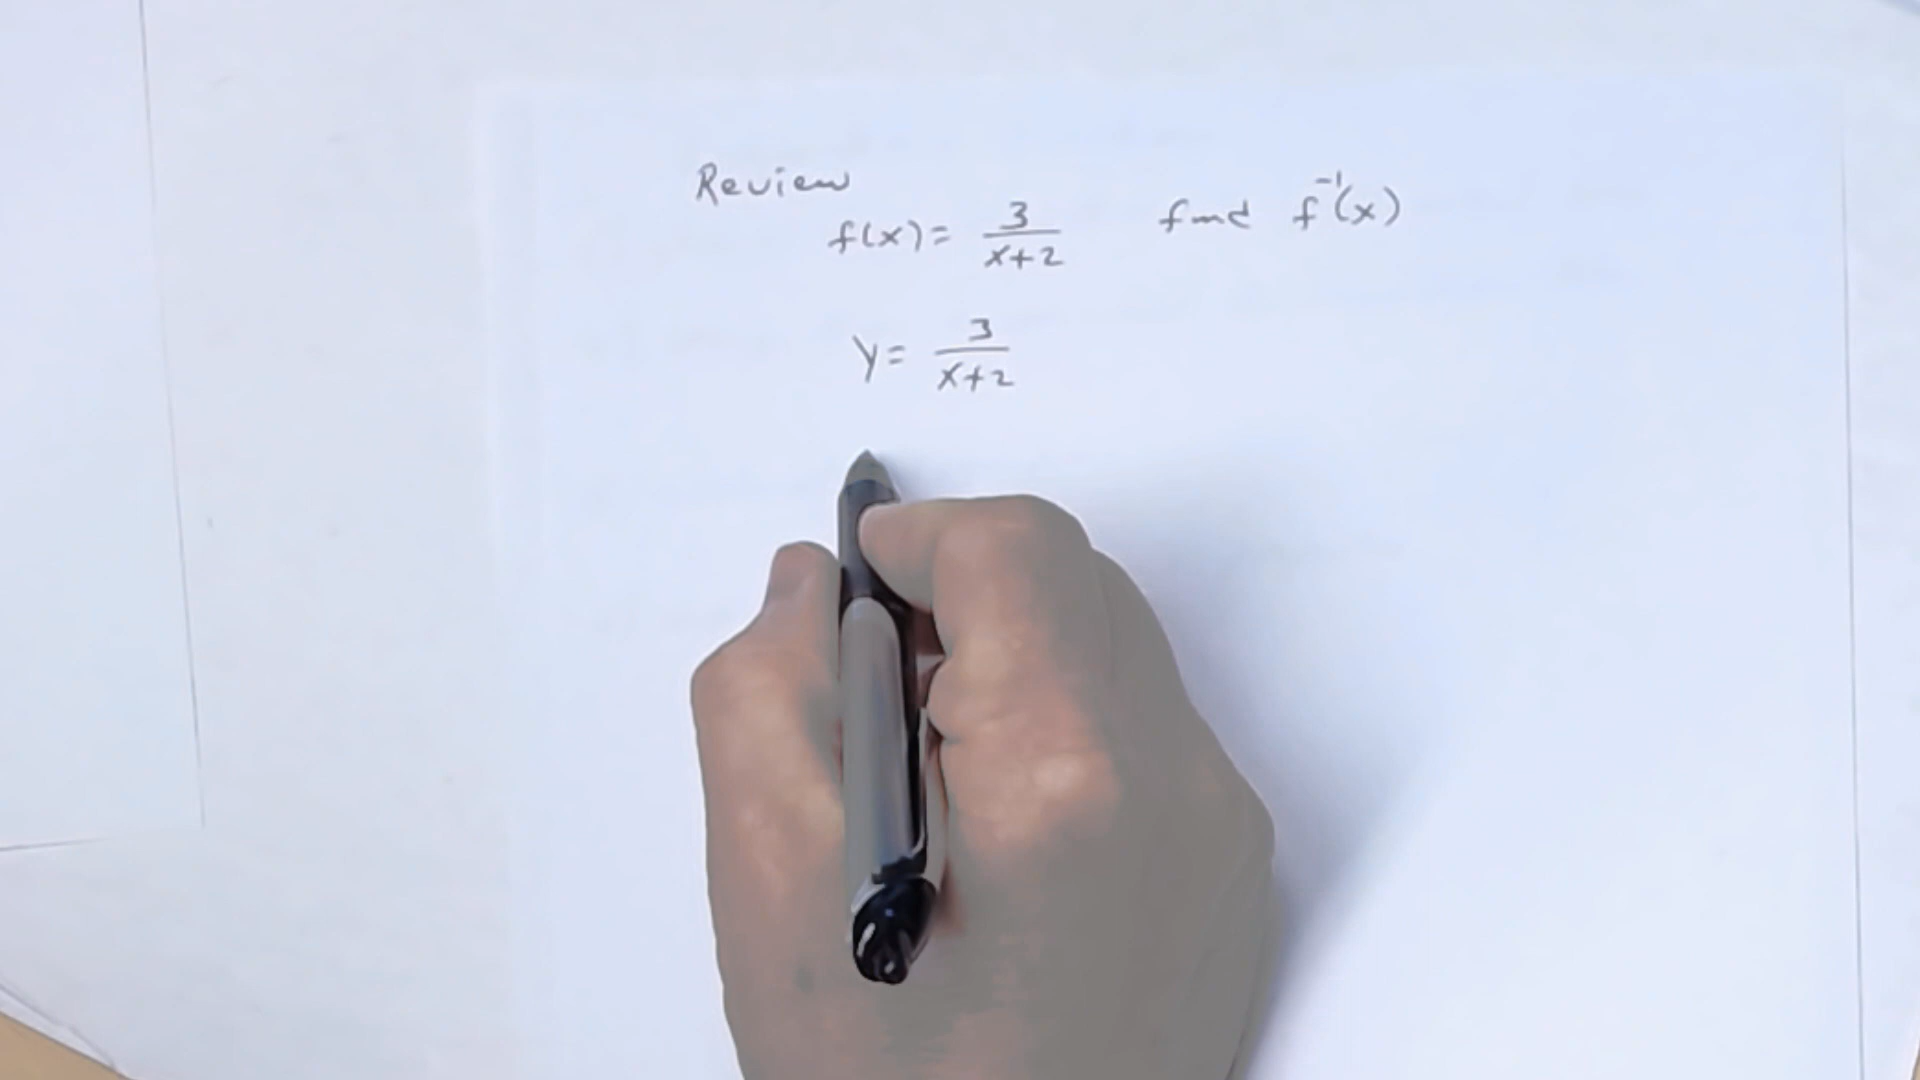 Review
f(x) = 3/(x+2) find f⁻¹(x)
y = 3/(x+2)